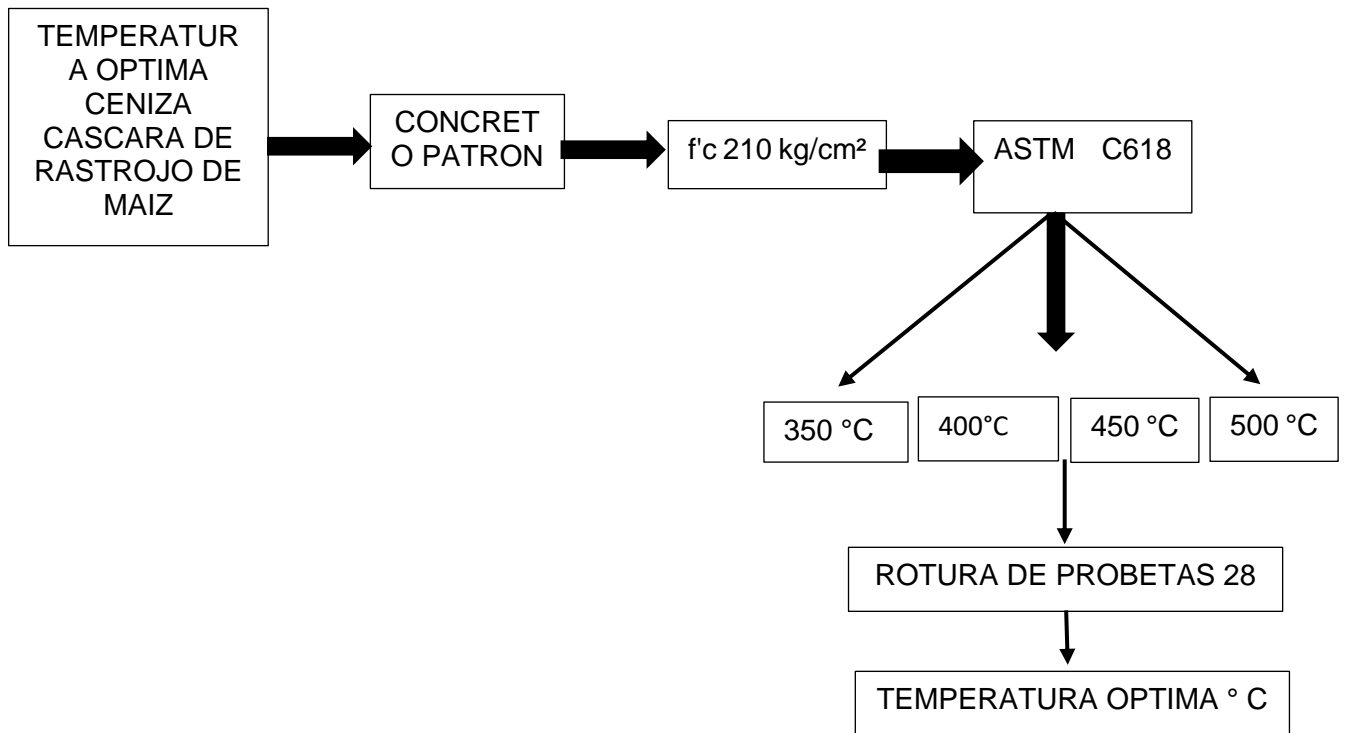 TEMPERATUR
A OPTIMA
CENIZA
CASCARA DE
RASTROJO DE
MAIZ
CONCRET
O PATRON
f'c 210 kg/cm²
ASTM C618
350 °C
400°C
450 °C
500 °C
ROTURA DE PROBETAS 28
TEMPERATURA OPTIMA ° C